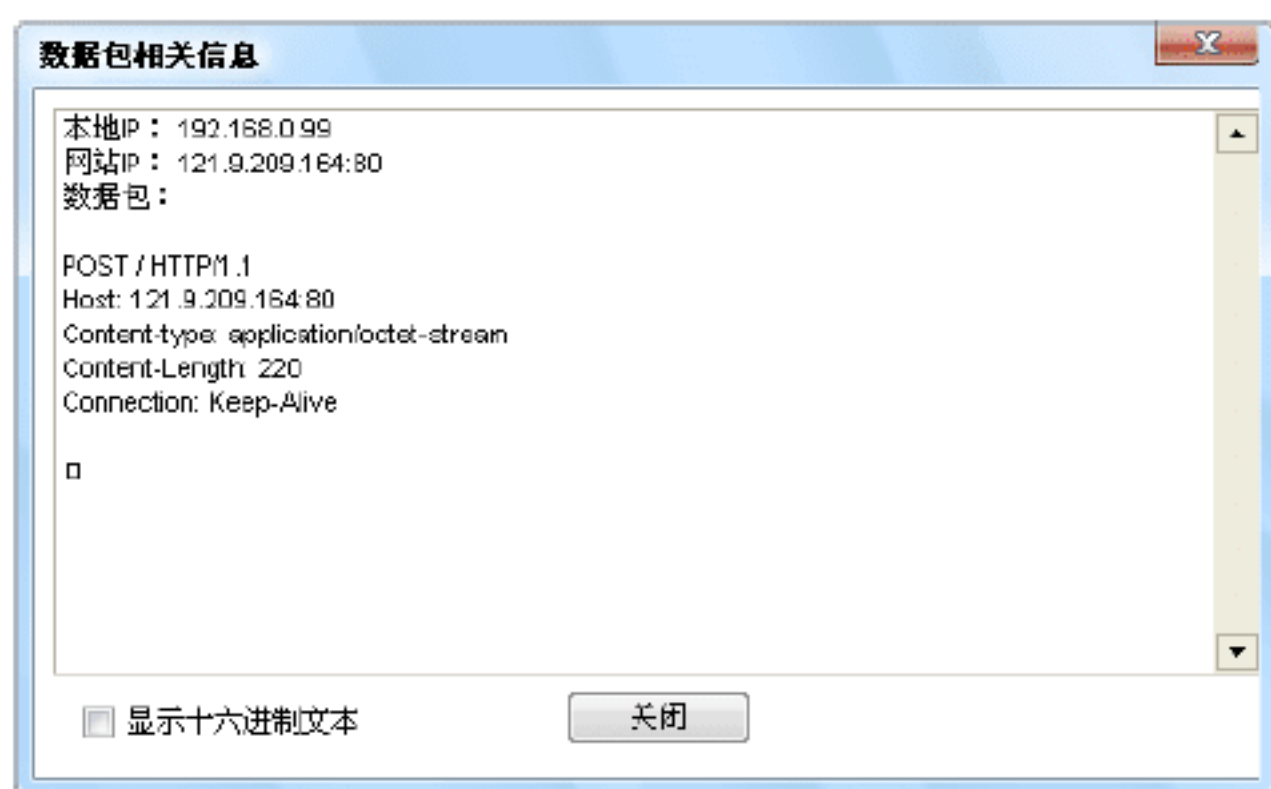 数据包相关信息
本地IP： 192.168.0.99
网站IP： 121.9.209.164:80
数据包：
POST / HTTP/1.1
Host: 121.9.209.164:80
Content-type: application/octet-stream
Content-Length: 220
Connection: Keep-Alive
显示十六进制文本
关闭